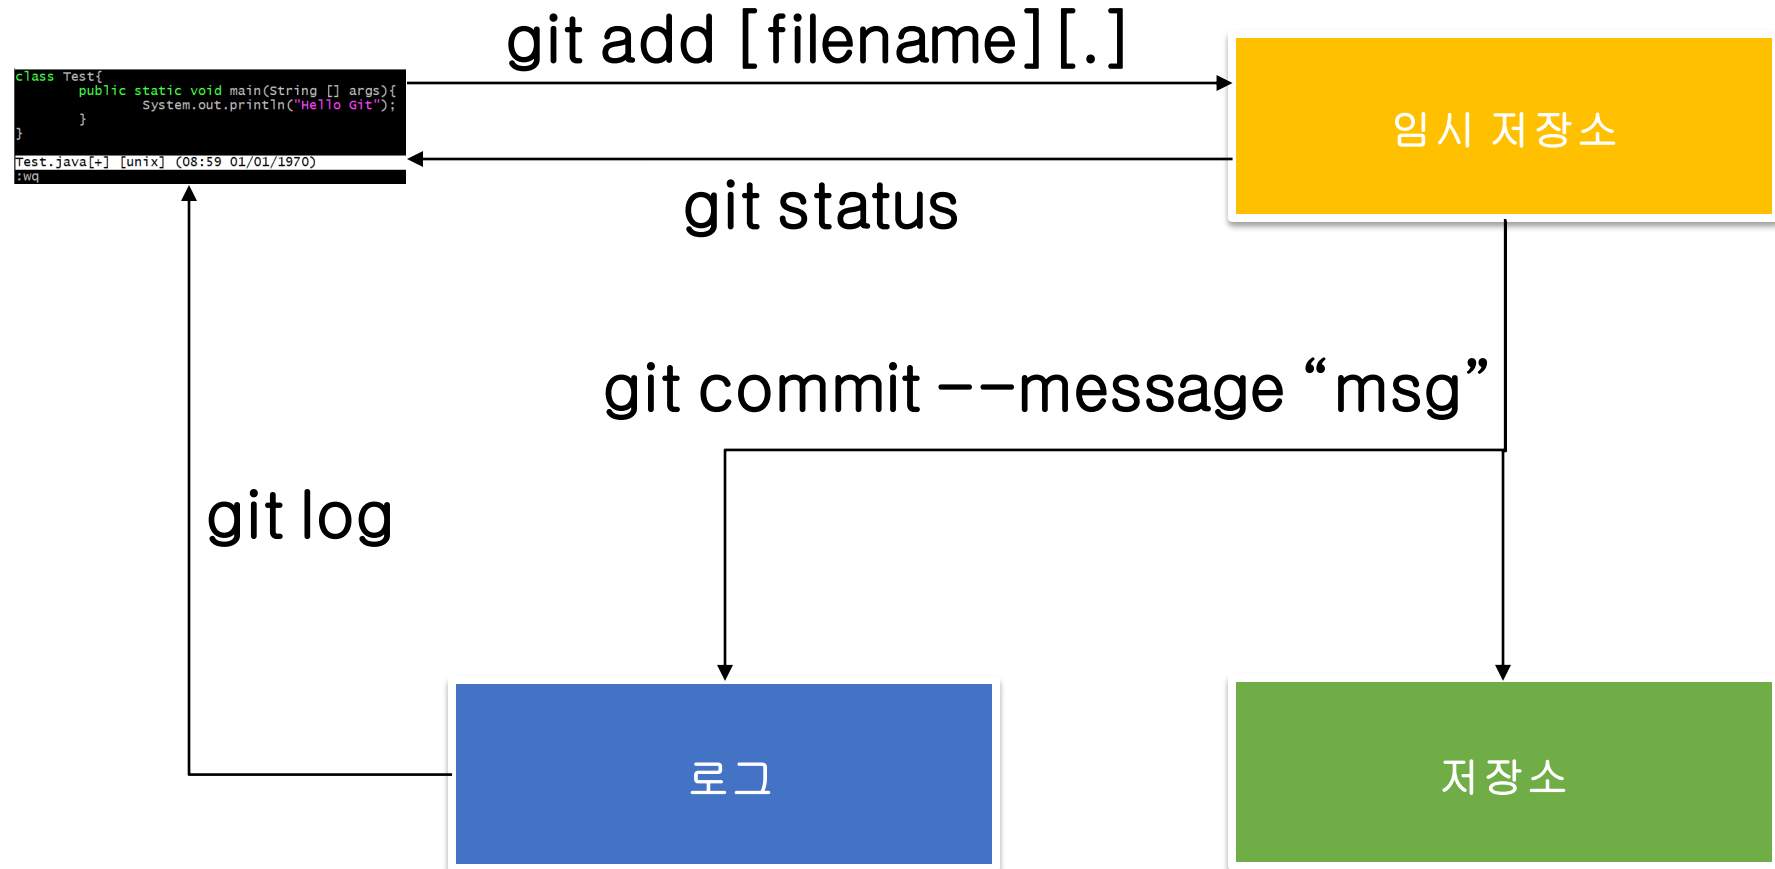 git add [filename][.]
class Test{
public static void main(String [] args){
System.out.println("Hello Git");
}
}
Test.java[+] [unix] (08:59 01/01/1970)
:wq
임시 저장소
git status
git commit --message “msg”
git log
로그
저장소